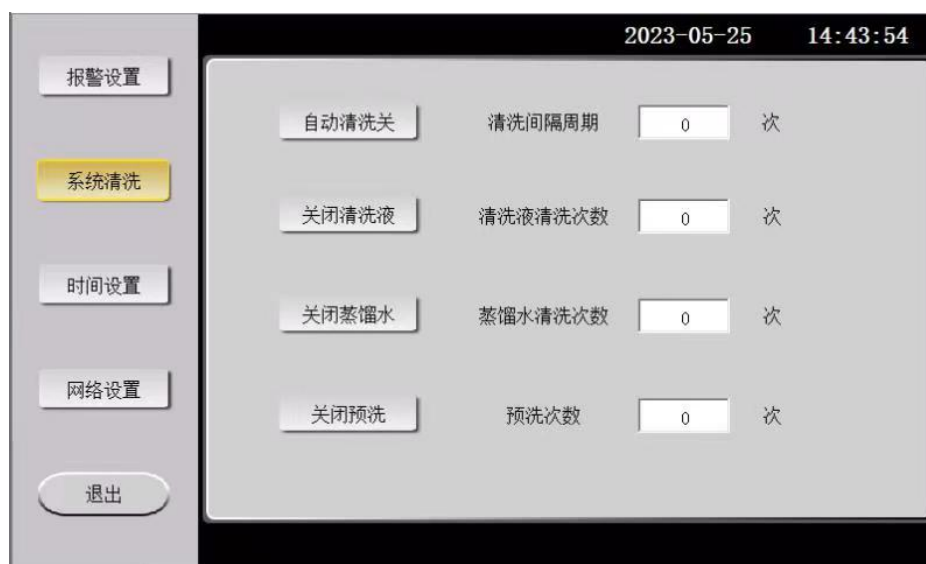 2023-05-25 14:43:54
报警设置
系统清洗
时间设置
网络设置
退出
自动清洗关 清洗间隔周期 0 次
关闭清洗液 清洗液清洗次数 0 次
关闭蒸馏水 蒸馏水清洗次数 0 次
关闭预洗 预洗次数 0 次